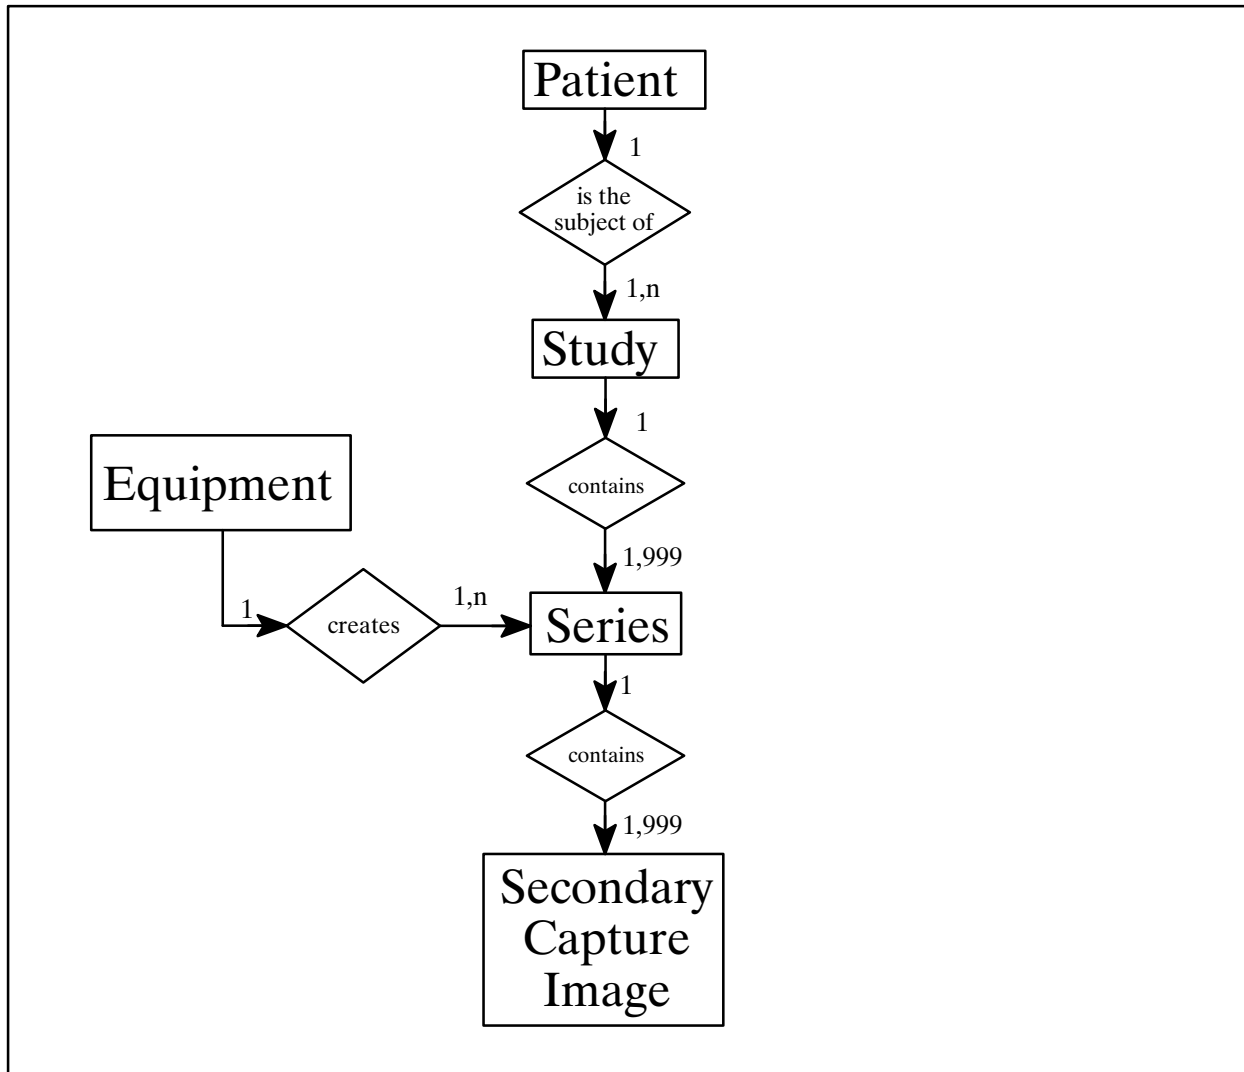 Patient
1
is the
subject of
1,n
Study
1
Equipment
contains
1,999
1
creates
1,n
Series
1
contains
1,999
Secondary
Capture
Image